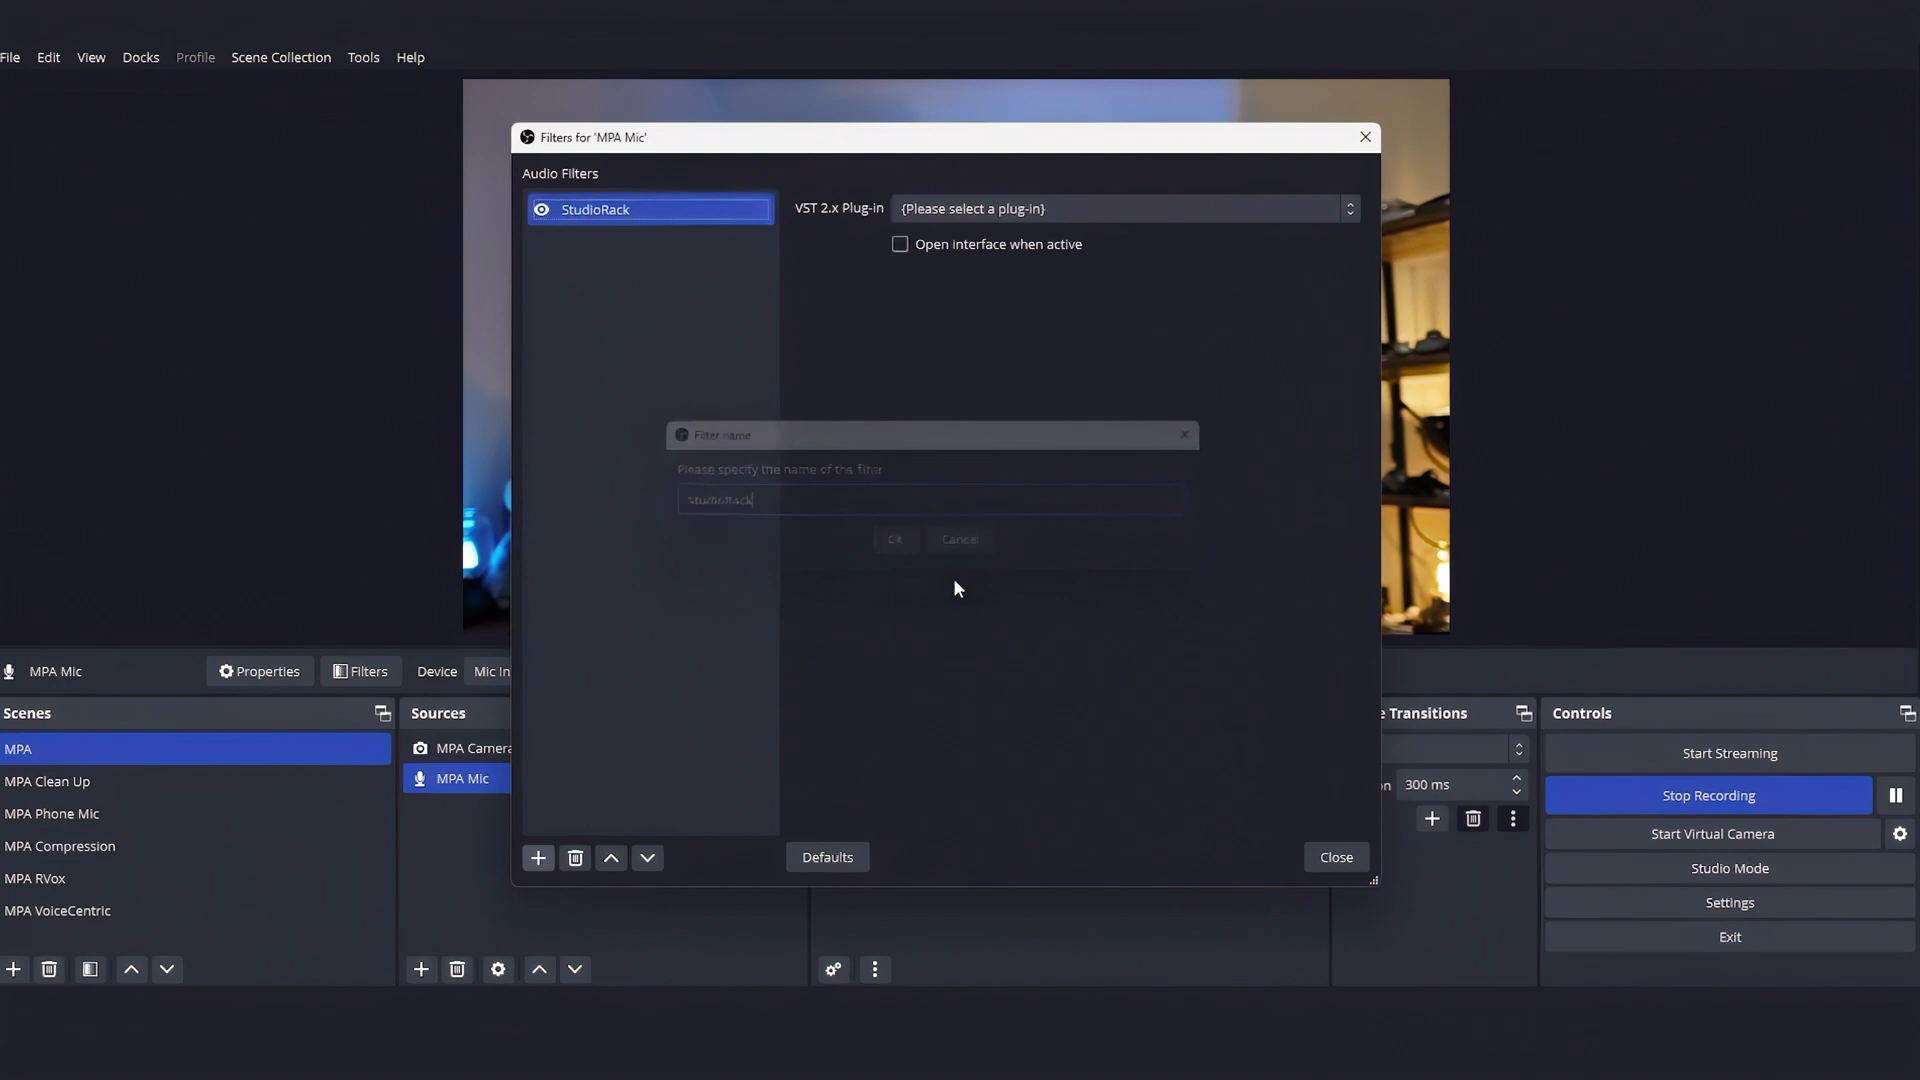 File Edit View Docks Profile Scene Collection Tools Help
Filters for 'MPA Mic'
Audio Filters
StudioRack
VST 2.x Plug-in {Please select a plug-in}
Open interface when active
Filter name
Please specify the name of the filter
StudioRack
OK Cancel
Defaults Close
MPA Mic Properties Filters Device Mic In
Scenes
MPA
MPA Clean Up
MPA Phone Mic
MPA Compression
MPA RVox
MPA VoiceCentric
Sources
MPA Camera
MPA Mic
e Transitions
on 300 ms
Controls
Start Streaming
Stop Recording
Start Virtual Camera
Studio Mode
Settings
Exit